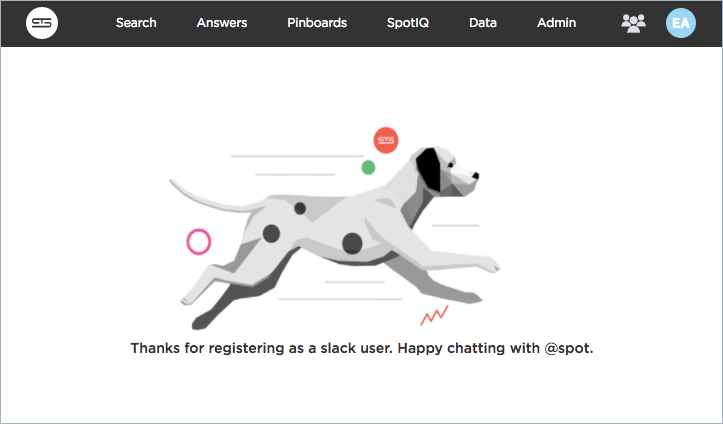 Search
Answers
Pinboards
SpotIQ
Data
Admin
EA
Thanks for registering as a slack user. Happy chatting with @spot.